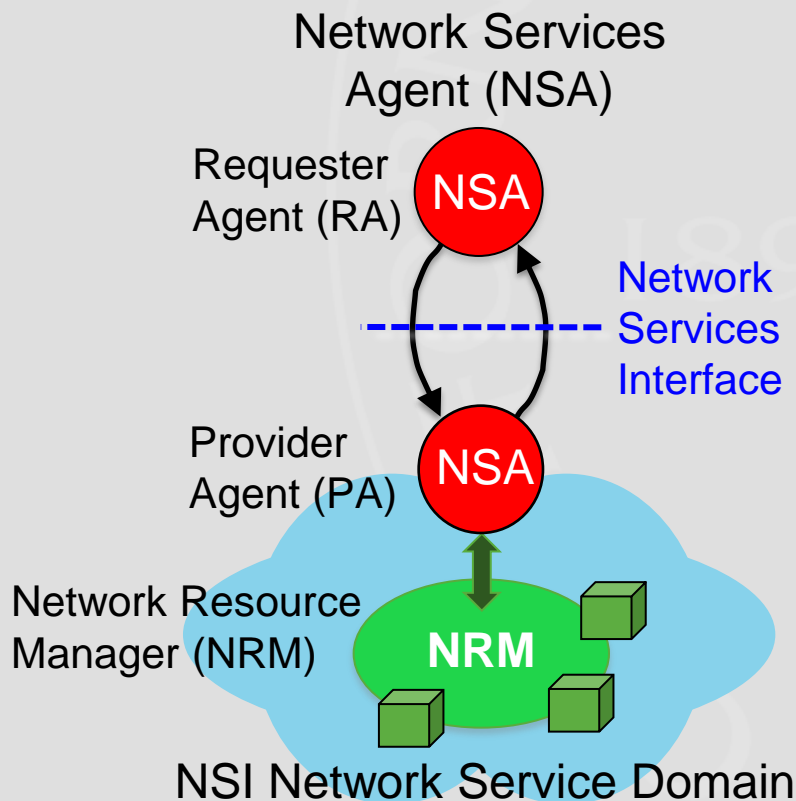 Network Services
Agent (NSA)
Requester
Agent (RA)
NSA
Network
Services
Interface
Provider
Agent (PA)
NSA
Network Resource
Manager (NRM)
NRM
NSI Network Service Domain